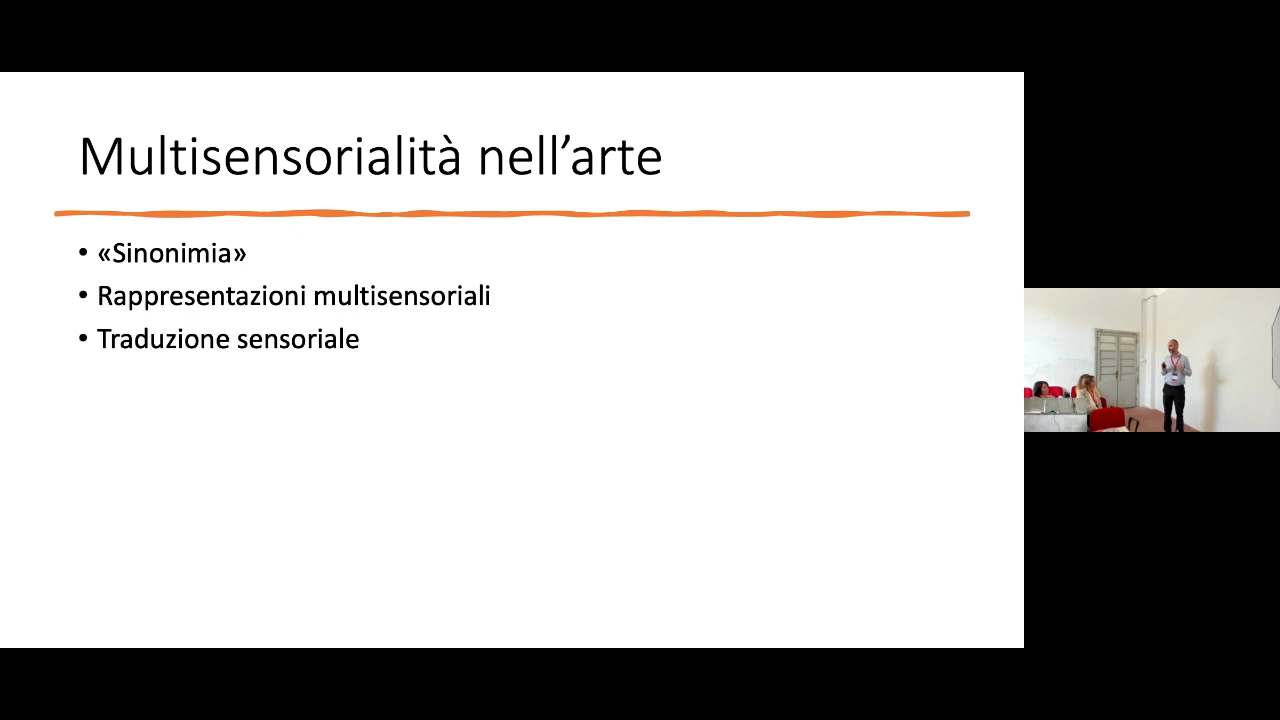 Multisensorialità nell’arte
• «Sinonimia»
• Rappresentazioni multisensoriali
• Traduzione sensoriale